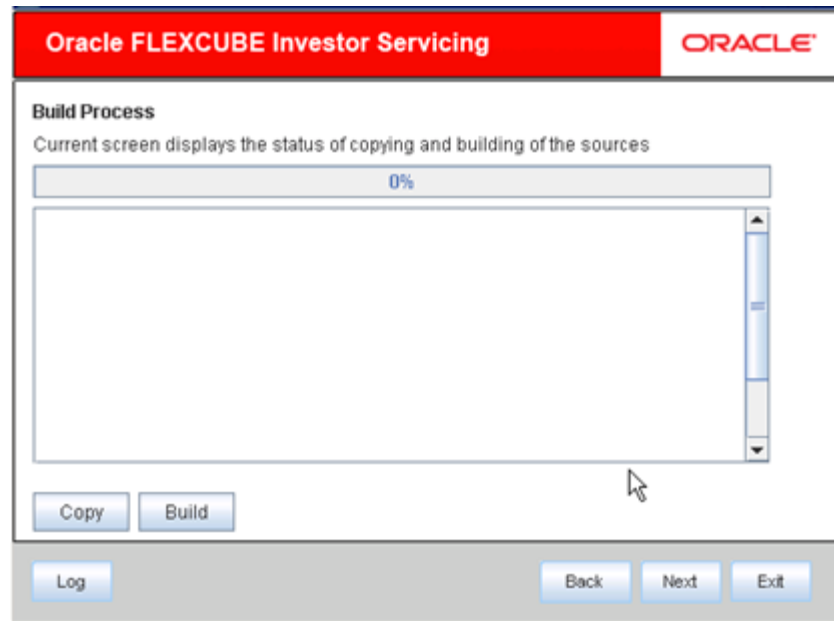 Oracle FLEXCUBE Investor Servicing
ORACLE
Build Process
Current screen displays the status of copying and building of the sources
0%
Copy Build
Log Back Next Exit